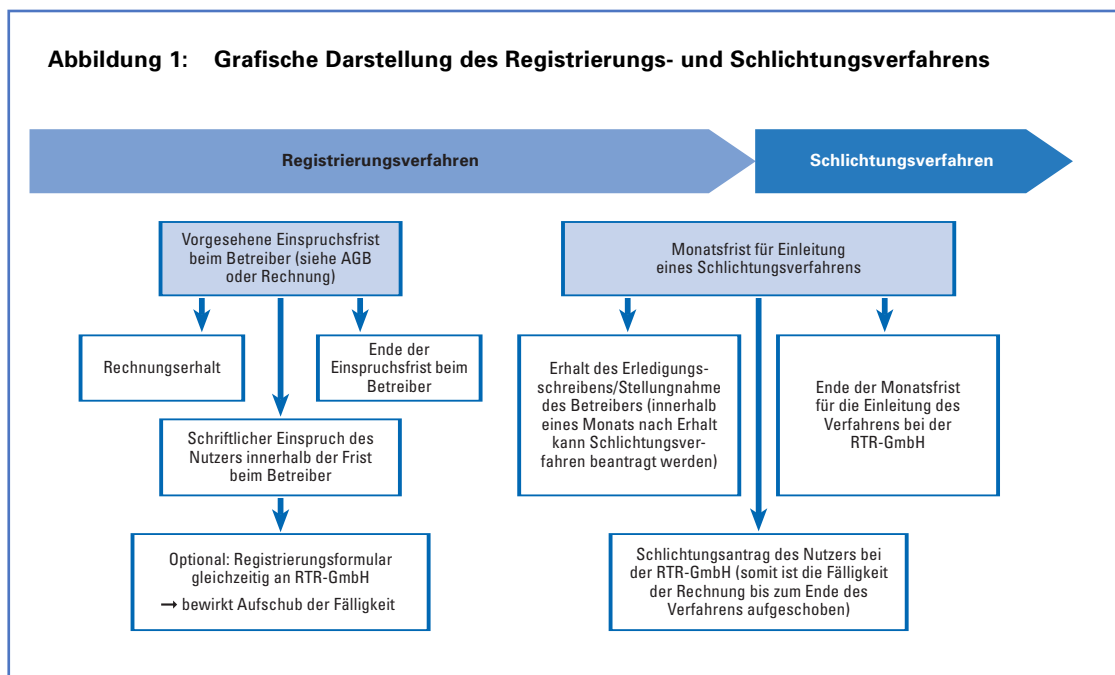 Abbildung 1: Grafische Darstellung des Registrierungs- und Schlichtungsverfahrens
Registrierungsverfahren
Schlichtungsverfahren
Vorgesehene Einspruchsfrist
beim Betreiber (siehe AGB
oder Rechnung)
Rechnungserhalt
Ende der
Einspruchsfrist beim
Betreiber
Schriftlicher Einspruch des
Nutzers innerhalb der Frist
beim Betreiber
Optional: Registrierungsformular
gleichzeitig an RTR-GmbH
→ bewirkt Aufschub der Fälligkeit
Monatsfrist für Einleitung
eines Schlichtungsverfahrens
Erhalt des Erledigungs-
schreibens/Stellungnahme
des Betreibers (innerhalb
eines Monats nach Erhalt
kann Schlichtungsver-
fahren beantragt werden)
Ende der Monatsfrist
für die Einleitung des
Verfahrens bei der
RTR-GmbH
Schlichtungsantrag des Nutzers bei
der RTR-GmbH (somit ist die Fälligkeit
der Rechnung bis zum Ende des
Verfahrens aufgeschoben)